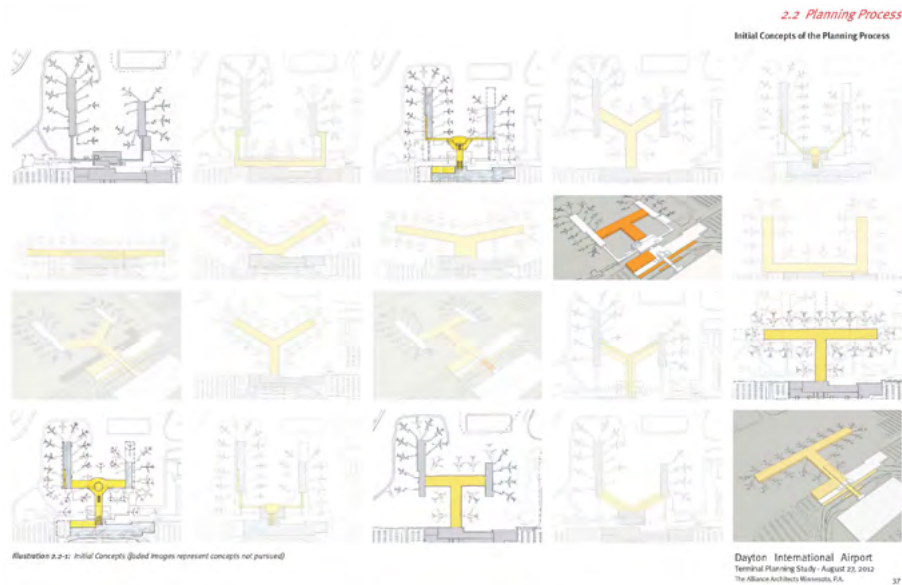 2.2 Planning Process
Initial Concepts of the Planning Process
Illustration 2.2-1: Initial Concepts (faded images represent concepts not pursued)
Dayton International Airport
Terminal Planning Study - August 27, 2012
The Alliance Architects Minnesota, P.A.
37